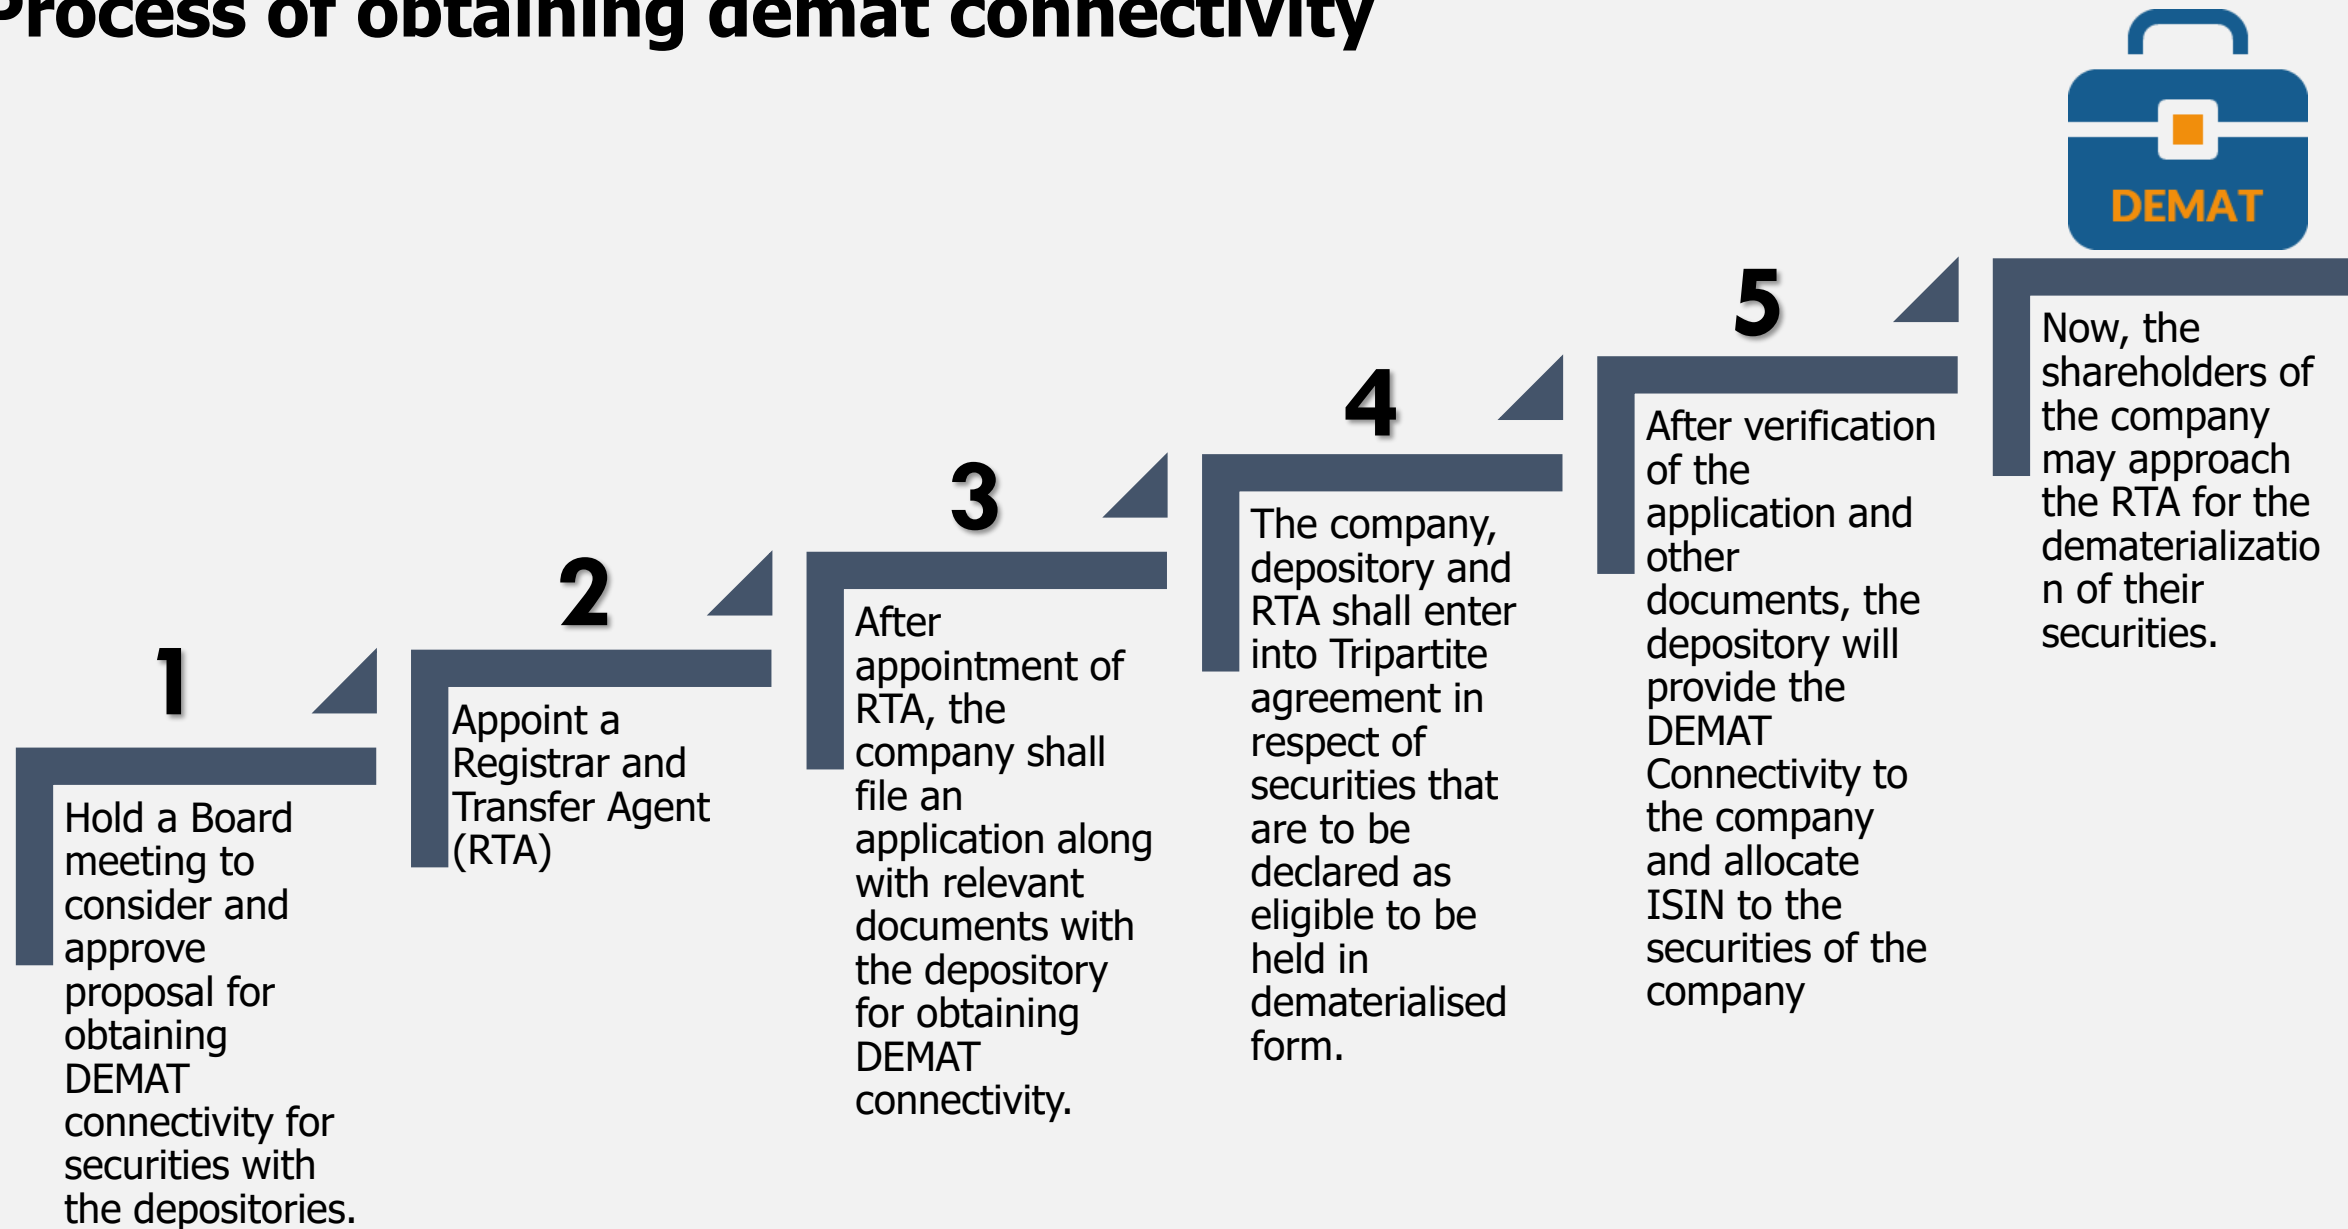 Process of obtaining demat connectivity
1
Hold a Board
meeting to
consider and
approve
proposal for
obtaining
DEMAT
connectivity for
securities with
the depositories.
2
Appoint a
Registrar and
Transfer Agent
(RTA)
3
After
appointment of
RTA, the
company shall
file an
application along
with relevant
documents with
the depository
for obtaining
DEMAT
connectivity.
4
The company,
depository and
RTA shall enter
into Tripartite
agreement in
respect of
securities that
are to be
declared as
eligible to be
held in
dematerialised
form.
5
After verification
of the
application and
other
documents, the
depository will
provide the
DEMAT
Connectivity to
the company
and allocate
ISIN to the
securities of the
company
DEMAT
Now, the
shareholders of
the company
may approach
the RTA for the
dematerializatio
n of their
securities.